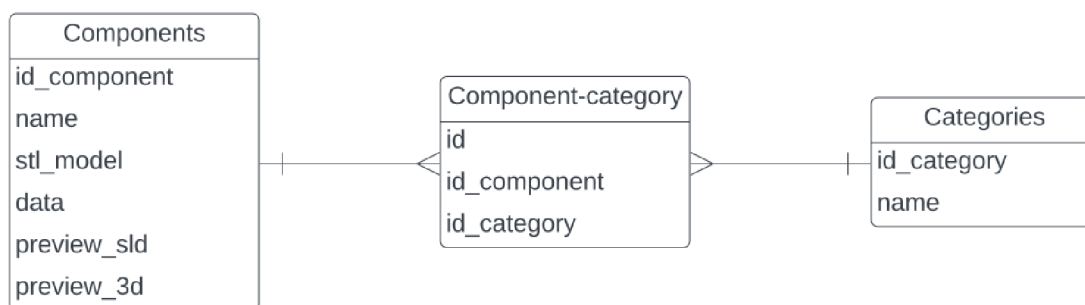 Components
id_component
name
stl_model
data
preview_sld
preview_3d
Component-category
id
id_component
id_category
Categories
id_category
name